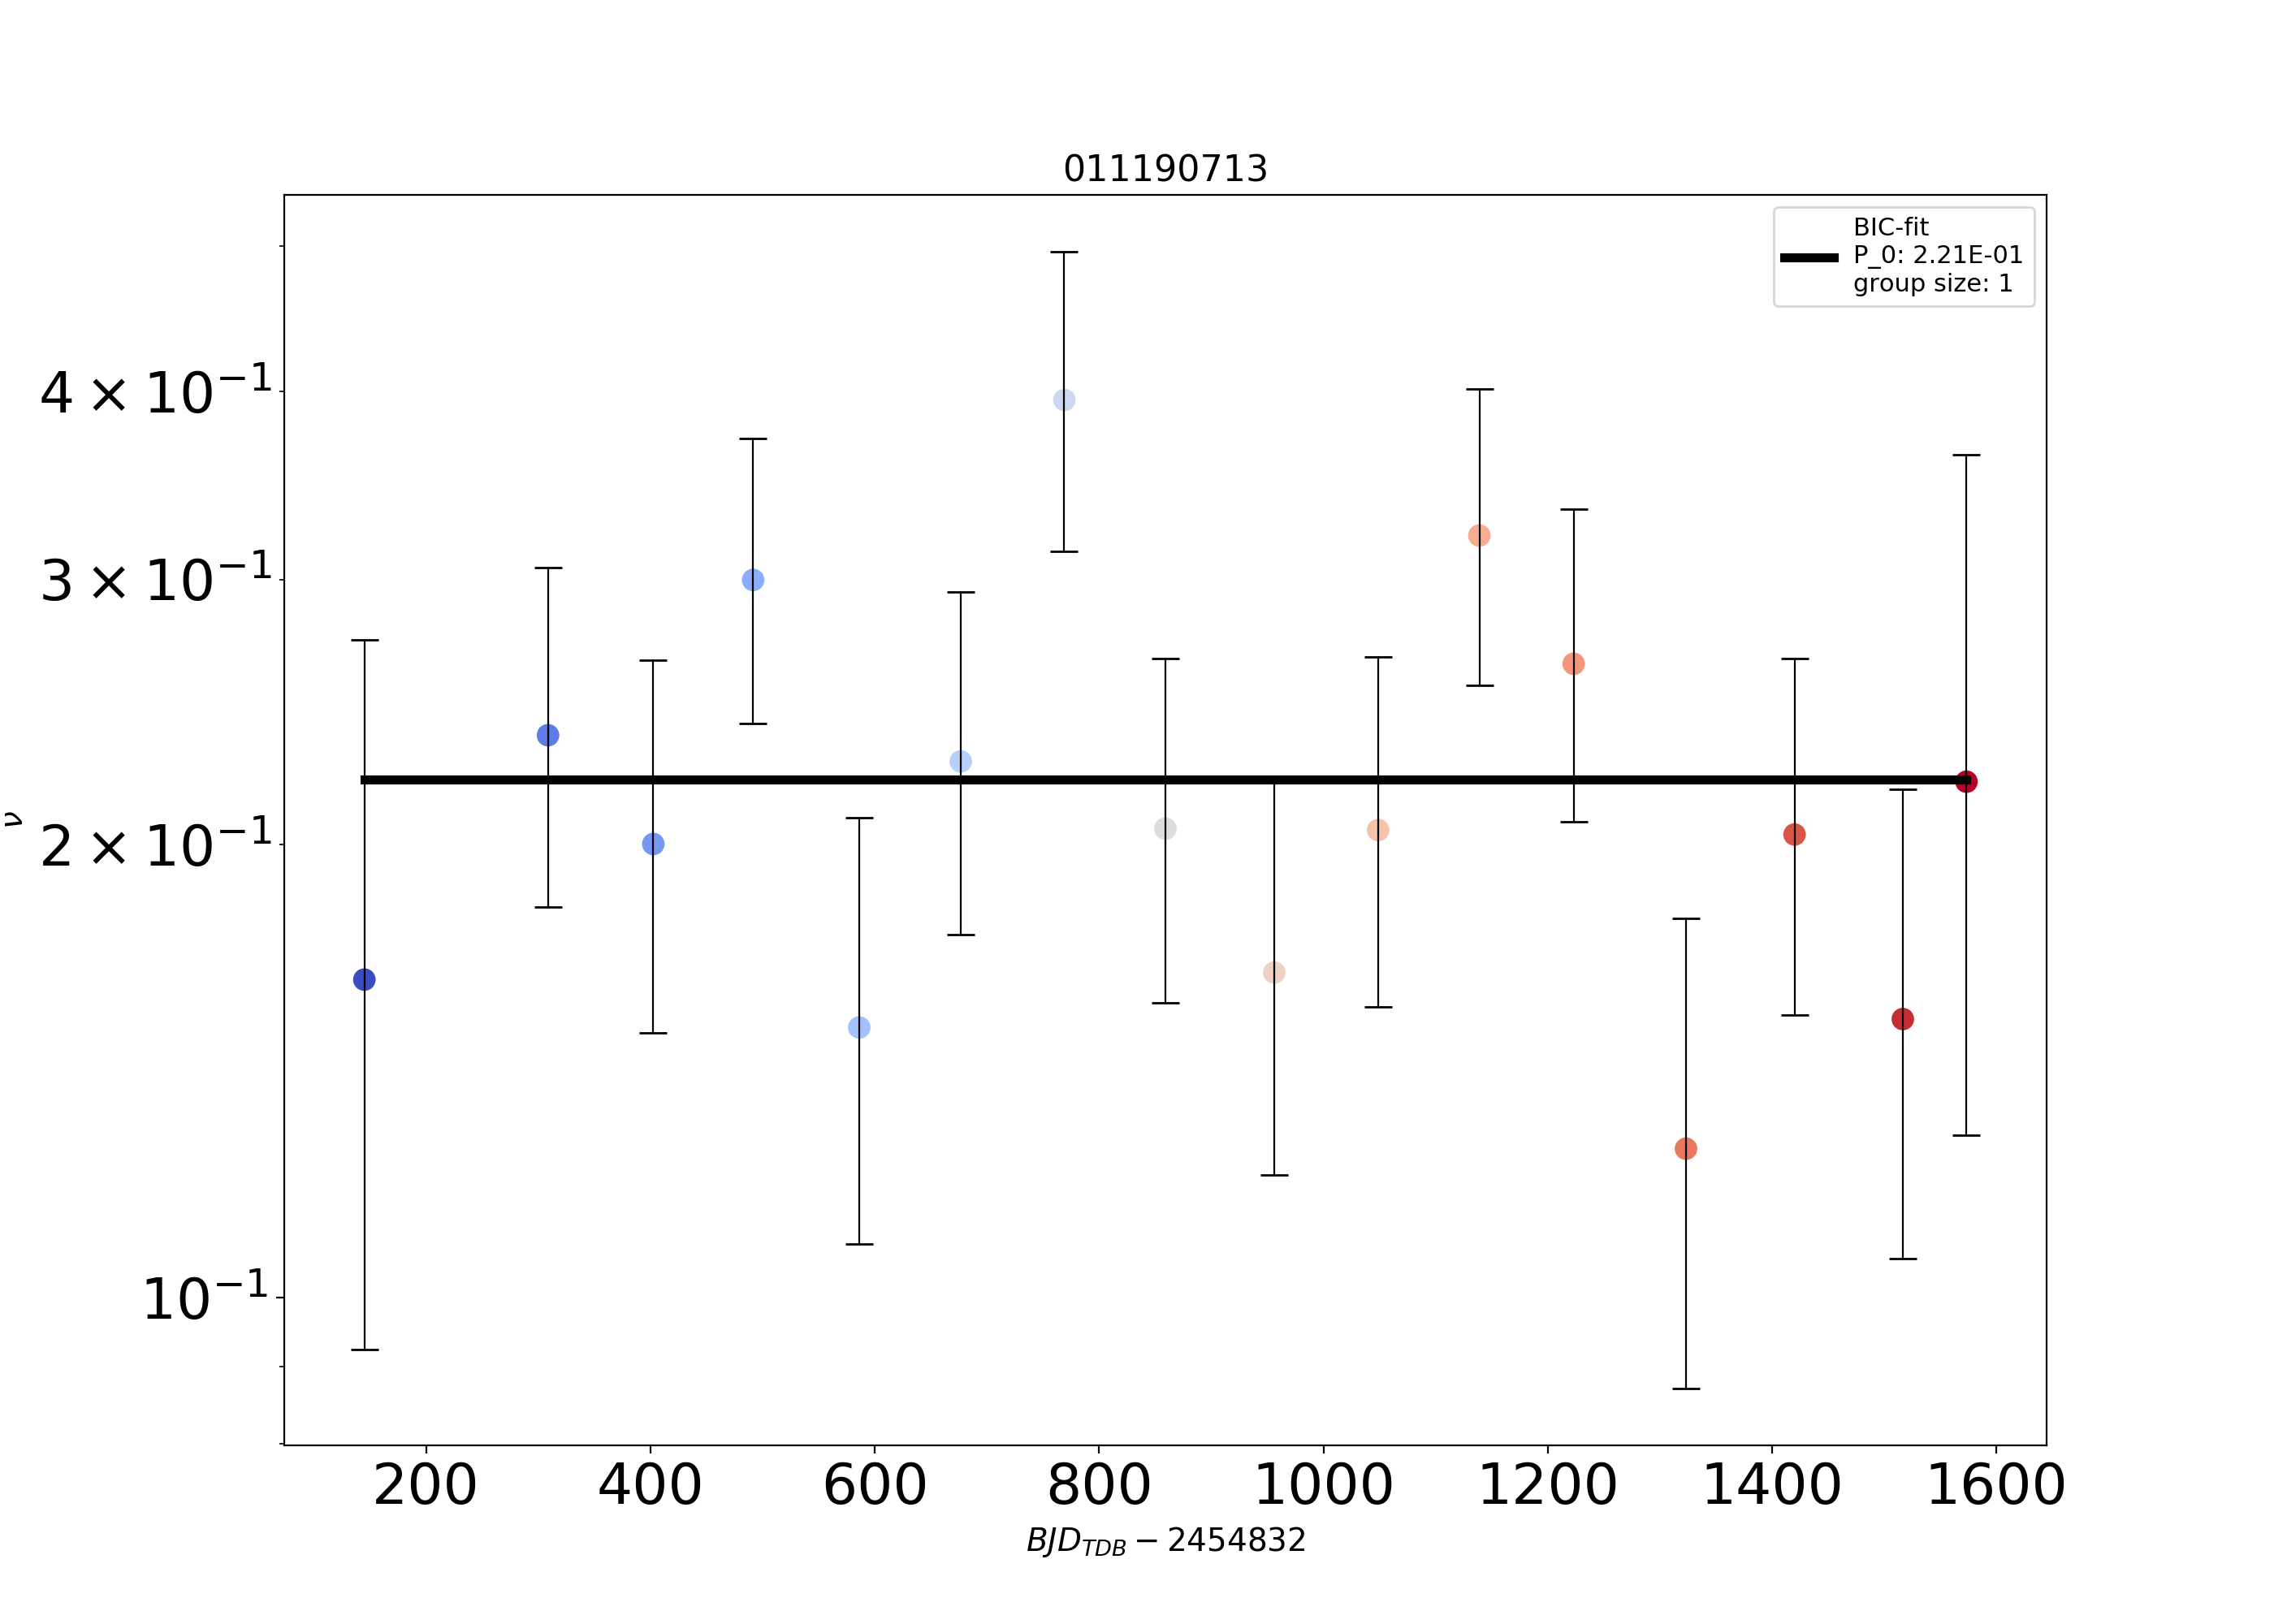 011190713
BIC-fit
P_0: 2.21E-01
group size: 1
4 × 10⁻¹
3 × 10⁻¹
2 × 10⁻¹
10⁻¹
ν
200 400 600 800 1000 1200 1400 1600
BJD_TDB − 2454832